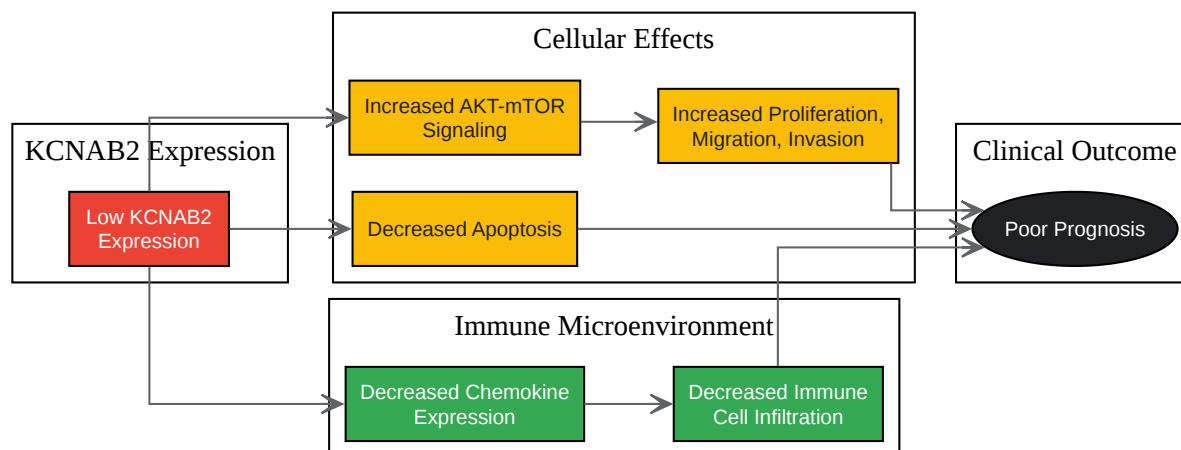 Cellular Effects
Increased AKT-mTOR
Signaling
Increased Proliferation,
Migration, Invasion
KCNAB2 Expression
Clinical Outcome
Low KCNAB2
Expression
Decreased Apoptosis
Poor Prognosis
Immune Microenvironment
Decreased Chemokine
Expression
Decreased Immune
Cell Infiltration